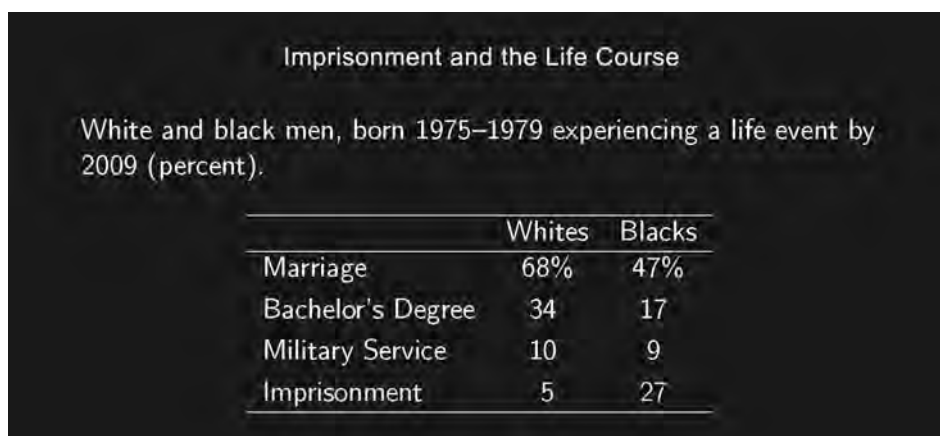 Imprisonment and the Life Course
White and black men, born 1975–1979 experiencing a life event by
2009 (percent).
Whites Blacks
Marriage 68% 47%
Bachelor's Degree 34 17
Military Service 10 9
Imprisonment 5 27